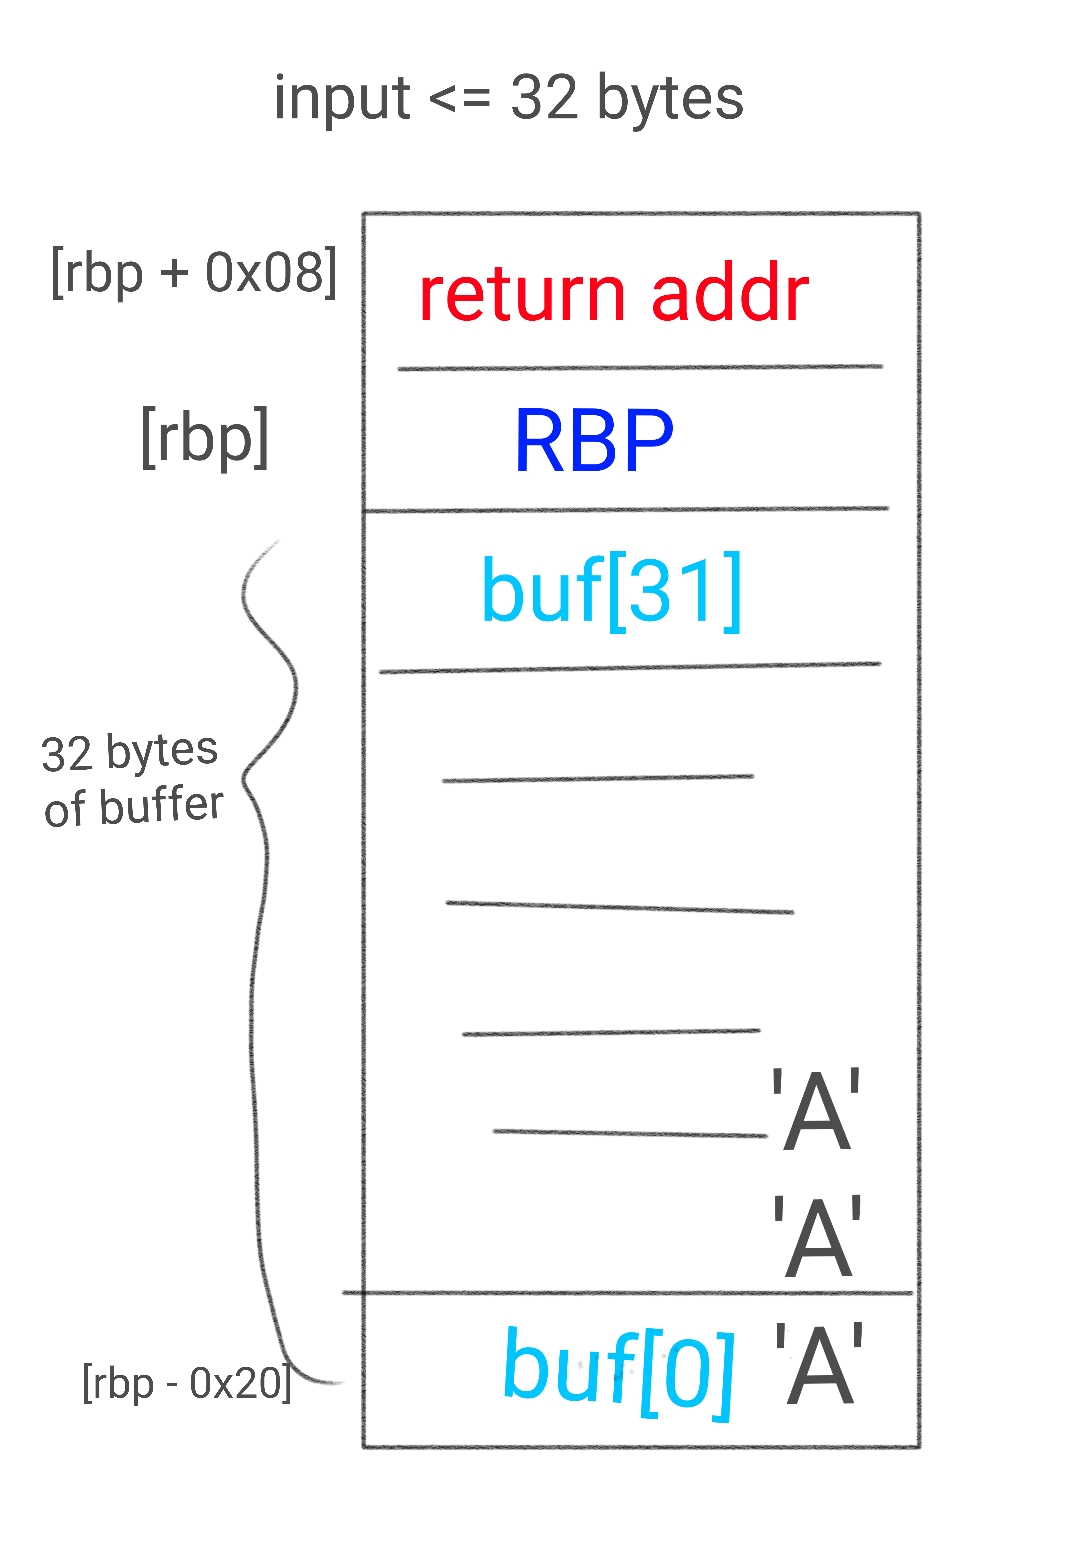 input <= 32 bytes
[rbp + 0x08]
return addr
[rbp]
RBP
buf[31]
32 bytes
of buffer
'A'
'A'
[rbp - 0x20]
buf[0] 'A'